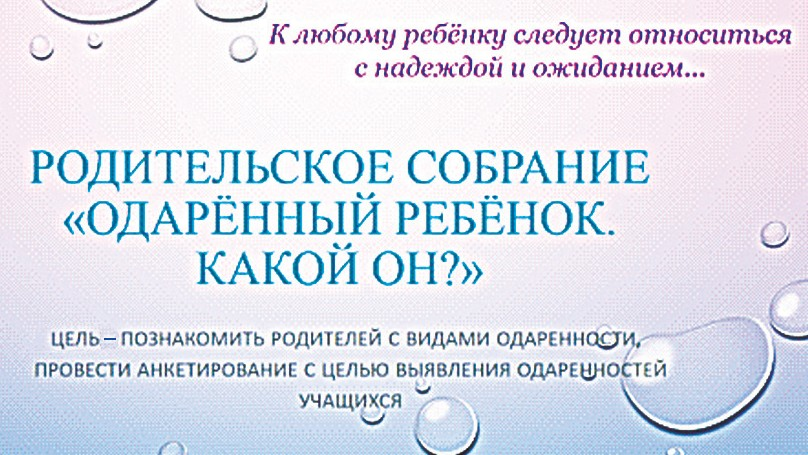 К любому ребёнку следует относиться
с надеждой и ожиданием...
РОДИТЕЛЬСКОЕ СОБРАНИЕ
«ОДАРЁННЫЙ РЕБЁНОК.
КАКОЙ ОН?»
ЦЕЛЬ – ПОЗНАКОМИТЬ РОДИТЕЛЕЙ С ВИДАМИ ОДАРЕННОСТИ,
ПРОВЕСТИ АНКЕТИРОВАНИЕ С ЦЕЛЬЮ ВЫЯВЛЕНИЯ ОДАРЕННОСТЕЙ
УЧАЩИХСЯ